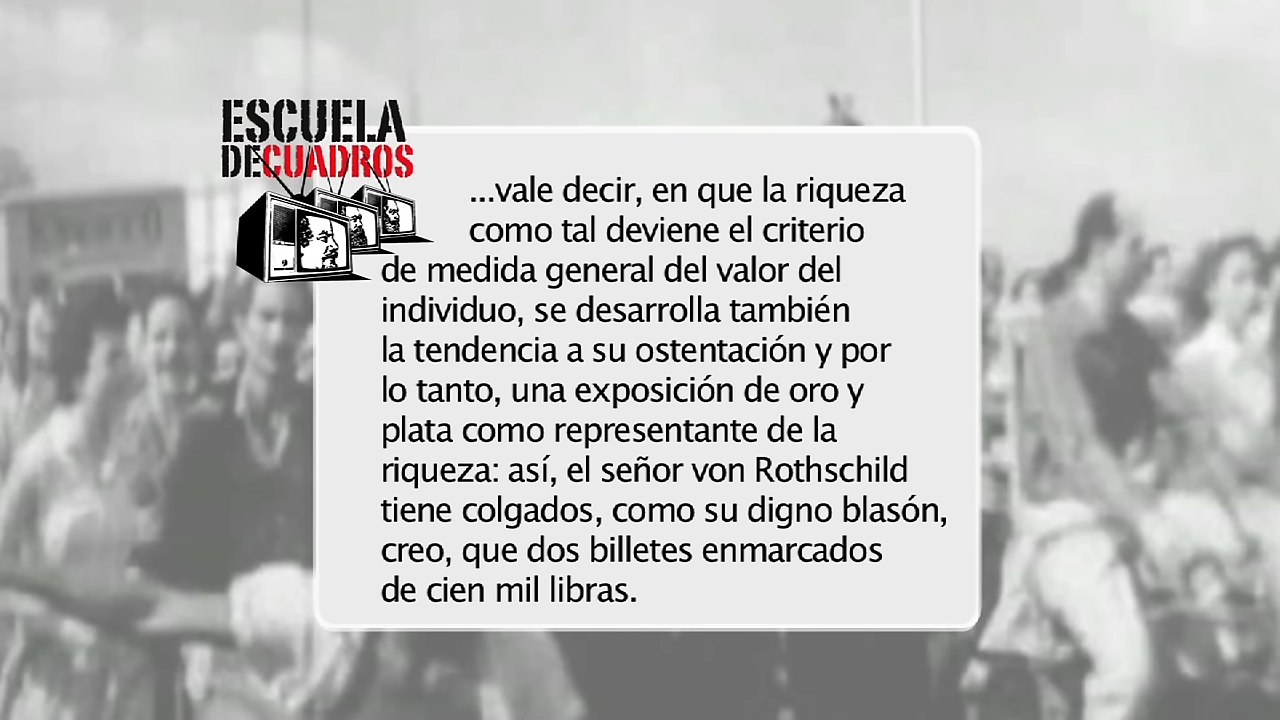 ESCUELA
DECUADROS
...vale decir, en que la riqueza
como tal deviene el criterio
de medida general del valor del
individuo, se desarrolla también
la tendencia a su ostentación y por
lo tanto, una exposición de oro y
plata como representante de la
riqueza: así, el señor von Rothschild
tiene colgados, como su digno blasón,
creo, que dos billetes enmarcados
de cien mil libras.